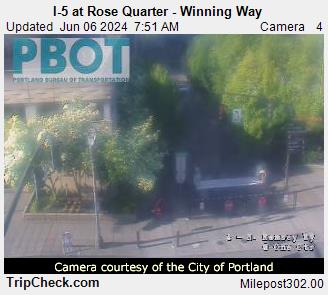 I-5 at Rose Quarter - Winning Way
Updated Jun 06 2024 7:51 AM Camera 4
PBOT
PORTLAND BUREAU OF TRANSPORTATION
Camera courtesy of the City of Portland
TripCheck.com Milepost302.00